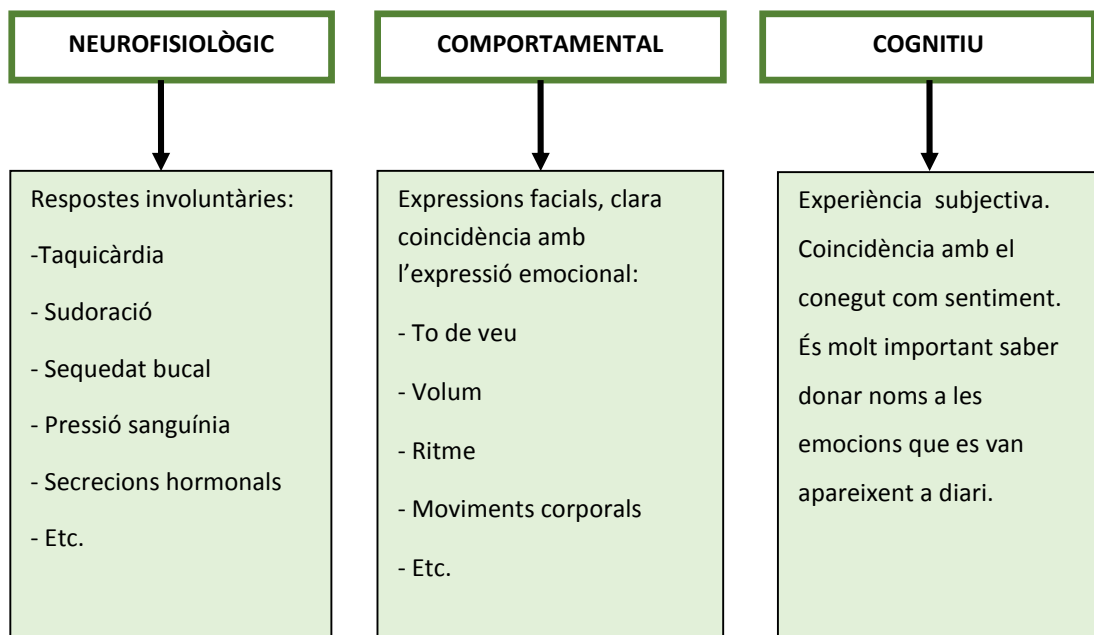 NEUROFISIOLÒGIC
Respostes involuntàries:
-Taquicàrdia
- Sudoració
- Sequedat bucal
- Pressió sanguínia
- Secrecions hormonals
- Etc.
COMPORTAMENTAL
Expressions facials, clara
coincidència amb
l’expressió emocional:
- To de veu
- Volum
- Ritme
- Moviments corporals
- Etc.
COGNITIU
Experiència subjectiva.
Coincidència amb el
conegut com sentiment.
És molt important saber
donar noms a les
emocions que es van
apareixent a diari.